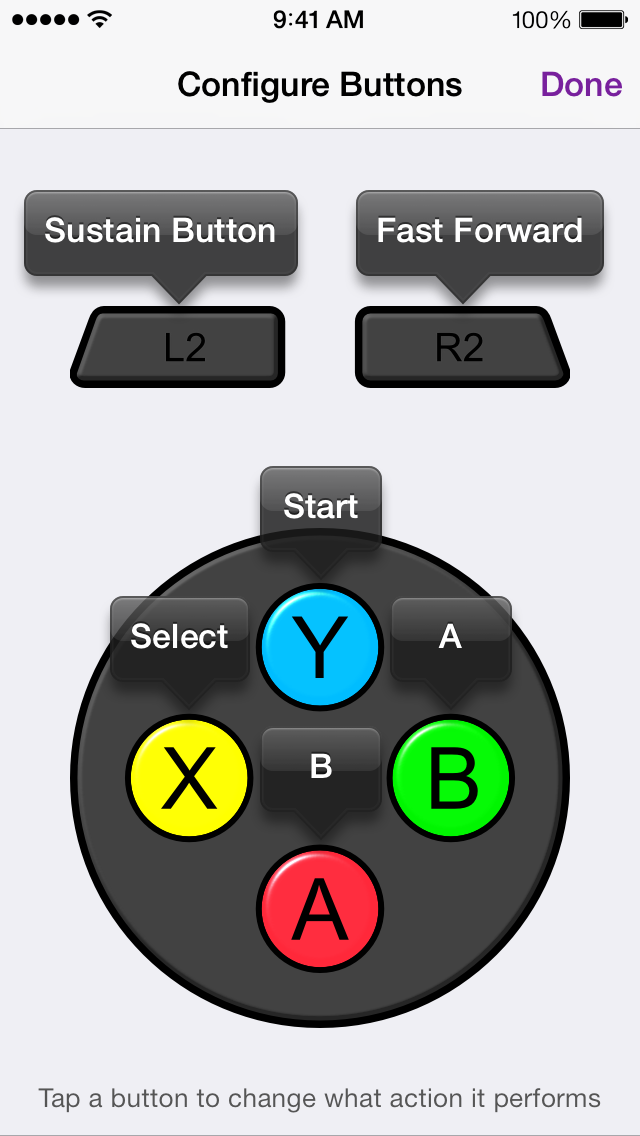 9:41 AM 100%
Configure Buttons Done
Sustain Button Fast Forward
L2 R2
Start
Select Y A
X B B
A
Tap a button to change what action it performs